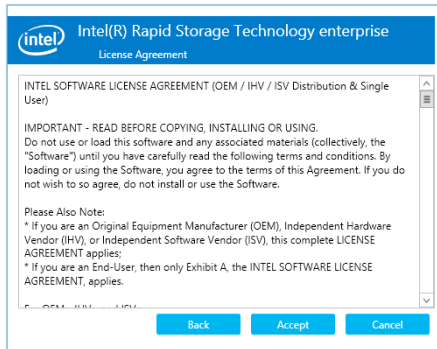 intel
Intel(R) Rapid Storage Technology enterprise
License Agreement
INTEL SOFTWARE LICENSE AGREEMENT (OEM / IHV / ISV Distribution & Single
User)
IMPORTANT - READ BEFORE COPYING, INSTALLING OR USING.
Do not use or load this software and any associated materials (collectively, the
"Software") until you have carefully read the following terms and conditions. By
loading or using the Software, you agree to the terms of this Agreement. If you do
not wish to so agree, do not install or use the Software.
Please Also Note:
* If you are an Original Equipment Manufacturer (OEM), Independent Hardware
Vendor (IHV), or Independent Software Vendor (ISV), this complete LICENSE
AGREEMENT applies;
* If you are an End-User, then only Exhibit A, the INTEL SOFTWARE LICENSE
AGREEMENT, applies.
Back Accept Cancel